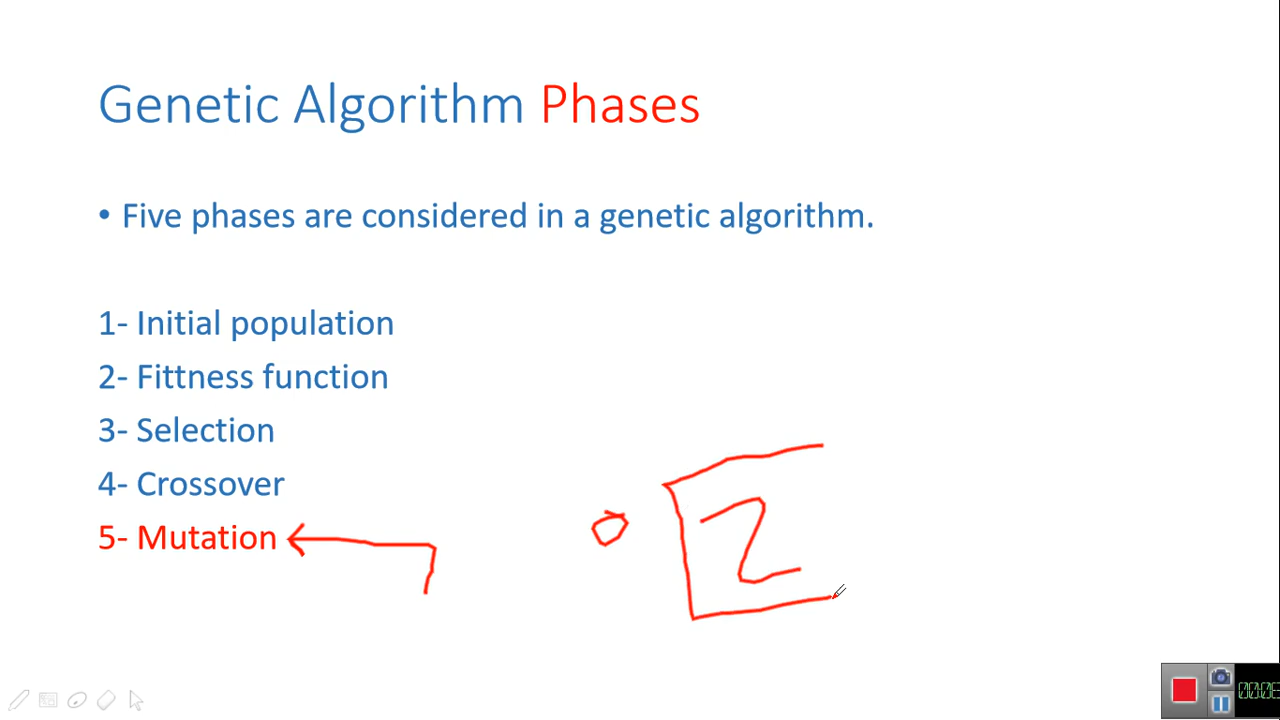 Genetic Algorithm Phases
• Five phases are considered in a genetic algorithm.
1- Initial population
2- Fittness function
3- Selection
4- Crossover
5- Mutation
o 2